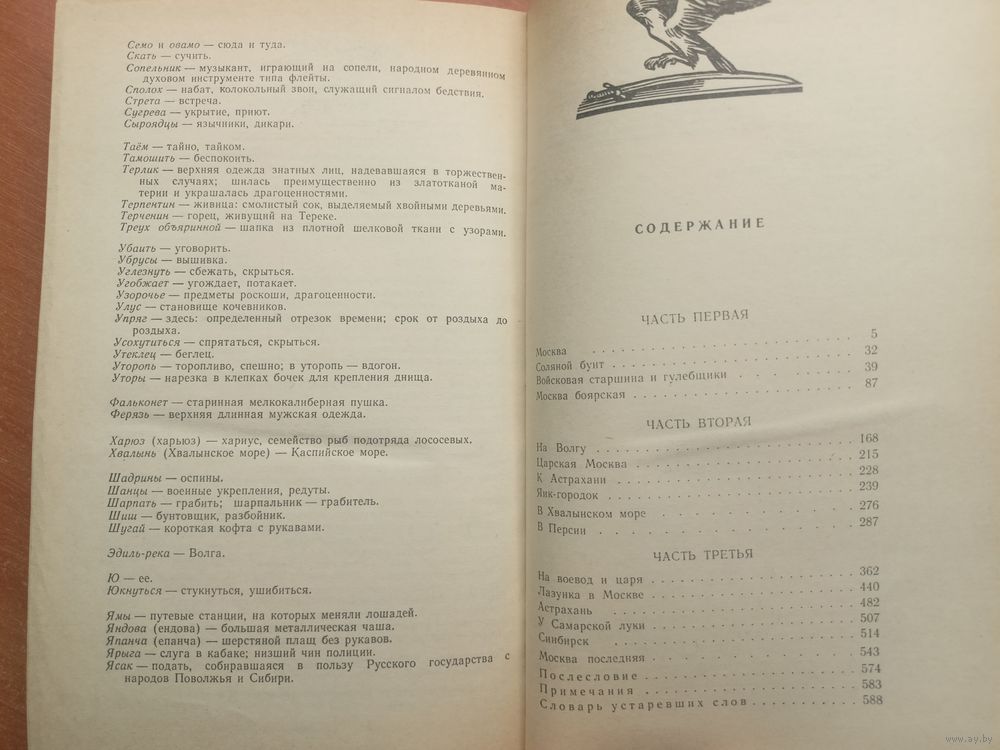 Семо и овамо — сюда и туда.
Скать — сучить.
Сопельник — музыкант, играющий на сопели, народном деревянном
духовом инструменте типа флейты.
Сполох — набат, колокольный звон, служащий сигналом бедствия.
Стрета — встреча.
Сугрева — укрытие, приют.
Сыроядцы — язычники, дикари.
Таём — тайно, тайком.
Тамошить — беспокоить.
Терлик — верхняя одежда знатных лиц, надевавшаяся в торжествен-
ных случаях; шилась преимущественно из златотканой ма-
терии и украшалась драгоценностями.
Терпентин — живица: смолистый сок, выделяемый хвойными деревьями.
Терченин — горец, живущий на Тереке.
Треух объяринной — шапка из плотной шелковой ткани с узорами.
Убаить — уговорить.
Убрусы — вышивка.
Углезнуть — сбежать, скрыться.
Угобжает — угождает, потакает.
Узорочье — предметы роскоши, драгоценности.
Улус — становище кочевников.
Упряг — здесь: определенный отрезок времени; срок от роздыха до
роздыха.
Усохутиться — спрятаться, скрыться.
Утеклец — беглец.
Уторопь — торопливо, спешно; в уторопь — вдогон.
Уторы — нарезка в клепках бочек для крепления днища.
Фальконет — старинная мелкокалиберная пушка.
Ферязь — верхняя длинная мужская одежда.
Харюз (харьюз) — хариус, семейство рыб подотряда лососевых.
Хвалынь (Хвалынское море) — Каспийское море.
Шадрины — оспины.
Шанцы — военные укрепления, редуты.
Шарпать — грабить; шарпальник — грабитель.
Шиш — бунтовщик, разбойник.
Шугай — короткая кофта с рукавами.
Эдиль-река — Волга.
Ю — ее.
Юкнуться — стукнуться, ушибиться.
Ямы — путевые станции, на которых меняли лошадей.
Яндова (ендова) — большая металлическая чаша.
Япанча (епанча) — шерстяной плащ без рукавов.
Ярыга — слуга в кабаке; низший чин полиции.
Ясак — подать, собиравшаяся в пользу Русского государства с
народов Поволжья и Сибири.
СОДЕРЖАНИЕ
ЧАСТЬ ПЕРВАЯ
Москва . . . . . . . . . . . . . . . . . 5
Соляной бунт . . . . . . . . . . . . . . 32
Войсковая старшина и гулебщики . . . . . 39
Москва боярская . . . . . . . . . . . . . 87
ЧАСТЬ ВТОРАЯ
На Волгу . . . . . . . . . . . . . . . . 168
Царская Москва . . . . . . . . . . . . . 215
К Астрахани . . . . . . . . . . . . . . . 228
Яик-городок . . . . . . . . . . . . . . . 239
В Хвалынском море . . . . . . . . . . . . 276
В Персии . . . . . . . . . . . . . . . . 287
ЧАСТЬ ТРЕТЬЯ
На воевод и царя . . . . . . . . . . . . 362
Лазунка в Москве . . . . . . . . . . . . 440
Астрахань . . . . . . . . . . . . . . . . 482
У Самарской луки . . . . . . . . . . . . 507
Синбирск . . . . . . . . . . . . . . . . 514
Москва последняя . . . . . . . . . . . . 543
Послесловие . . . . . . . . . . . . . . . 574
Примечания . . . . . . . . . . . . . . . 583
Словарь устаревших слов . . . . . . . . . 588
www.ay.by